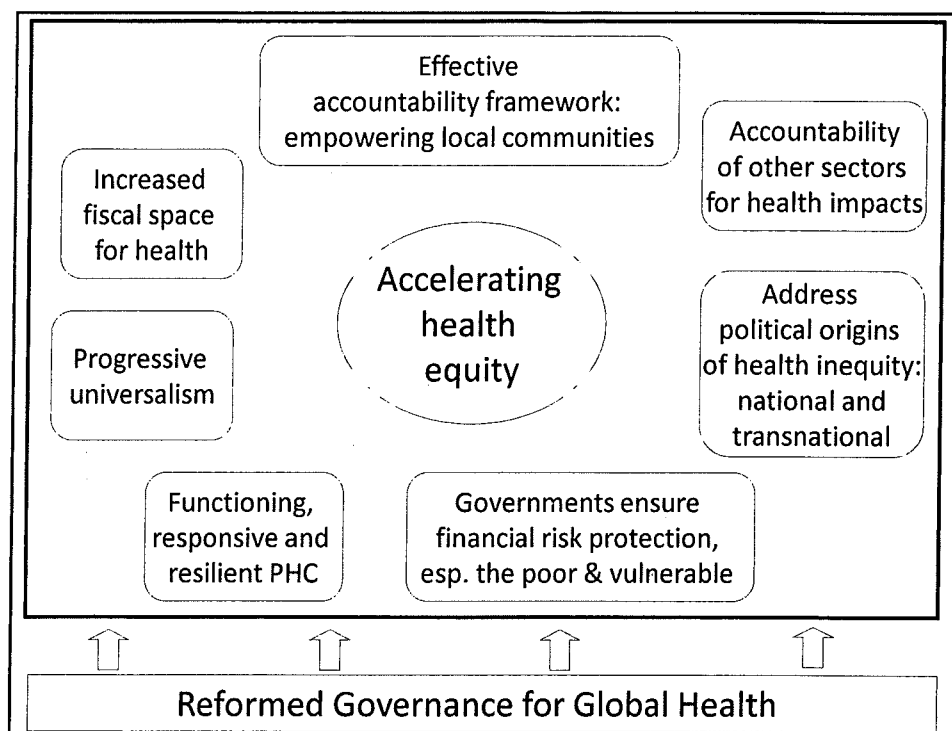 Effective
accountability framework:
empowering local communities
Accountability
of other sectors
for health impacts
Increased
fiscal space
for health
Accelerating
health
equity
Address
political origins
of health inequity:
national and
transnational
Progressive
universalism
Functioning,
responsive and
resilient PHC
Governments ensure
financial risk protection,
esp. the poor & vulnerable
Reformed Governance for Global Health